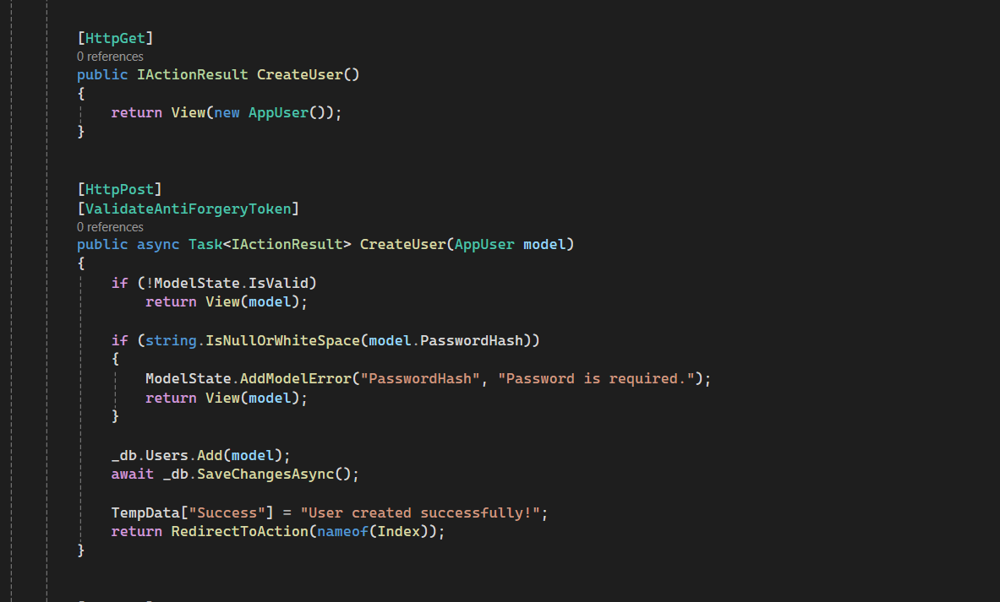 [HttpGet]
0 references
public IActionResult CreateUser()
{
return View(new AppUser());
}
[HttpPost]
[ValidateAntiForgeryToken]
0 references
public async Task<IActionResult> CreateUser(AppUser model)
{
if (!ModelState.IsValid)
return View(model);
if (string.IsNullOrWhiteSpace(model.PasswordHash))
{
ModelState.AddModelError("PasswordHash", "Password is required.");
return View(model);
}
_db.Users.Add(model);
await _db.SaveChangesAsync();
TempData["Success"] = "User created successfully!";
return RedirectToAction(nameof(Index));
}